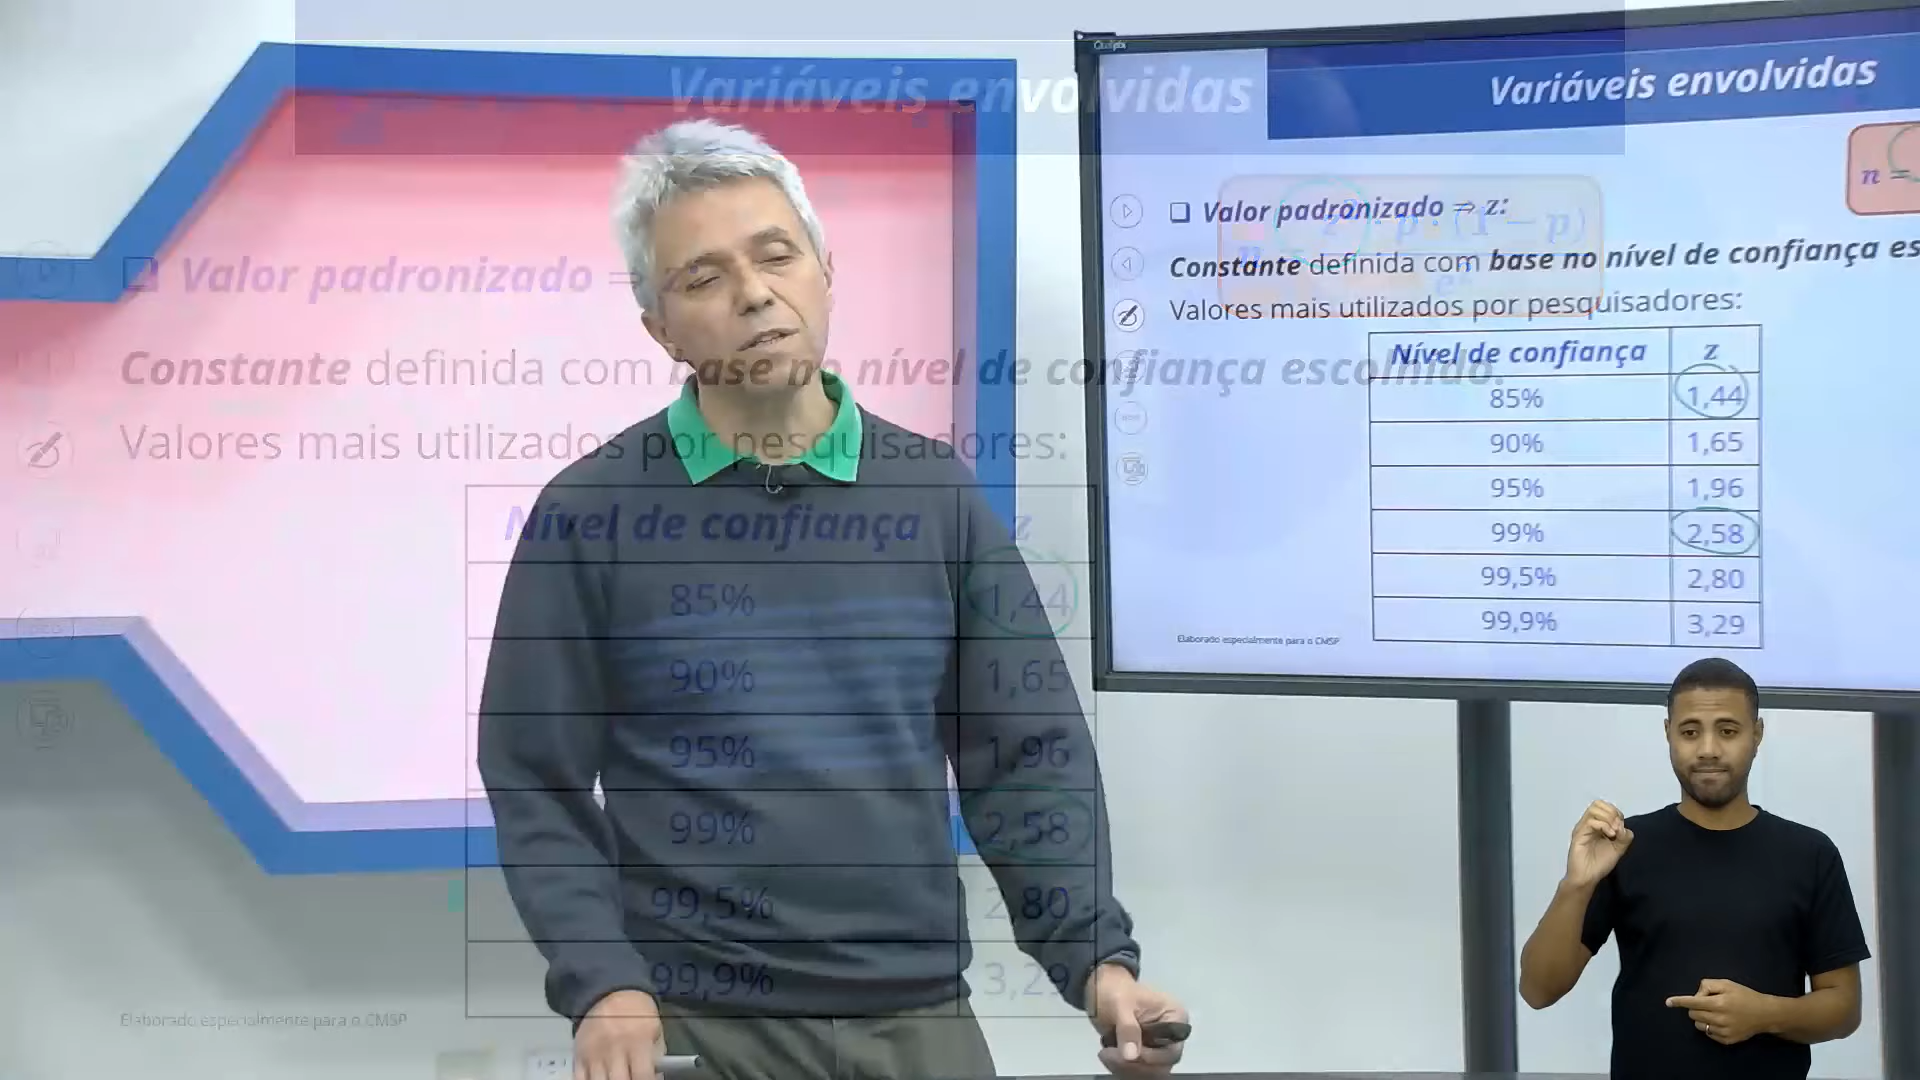 Variáveis envolvidas
Valor padronizado ⇒ z:
Constante definida com base no nível de confiança escolhido.
Valores mais utilizados por pesquisadores:
Nível de confiança z
85% 1,44
90% 1,65
95% 1,96
99% 2,58
99,5% 2,80
99,9% 3,29
Elaborado especialmente para o CMSP
Variáveis envolvidas
n =
❑ Valor padronizado ⇒ z:
Constante definida com base no nível de confiança es
Valores mais utilizados por pesquisadores:
Nível de confiança z
85% 1,44
90% 1,65
95% 1,96
99% 2,58
99,5% 2,80
99,9% 3,29
Elaborado especialmente para o CMSP